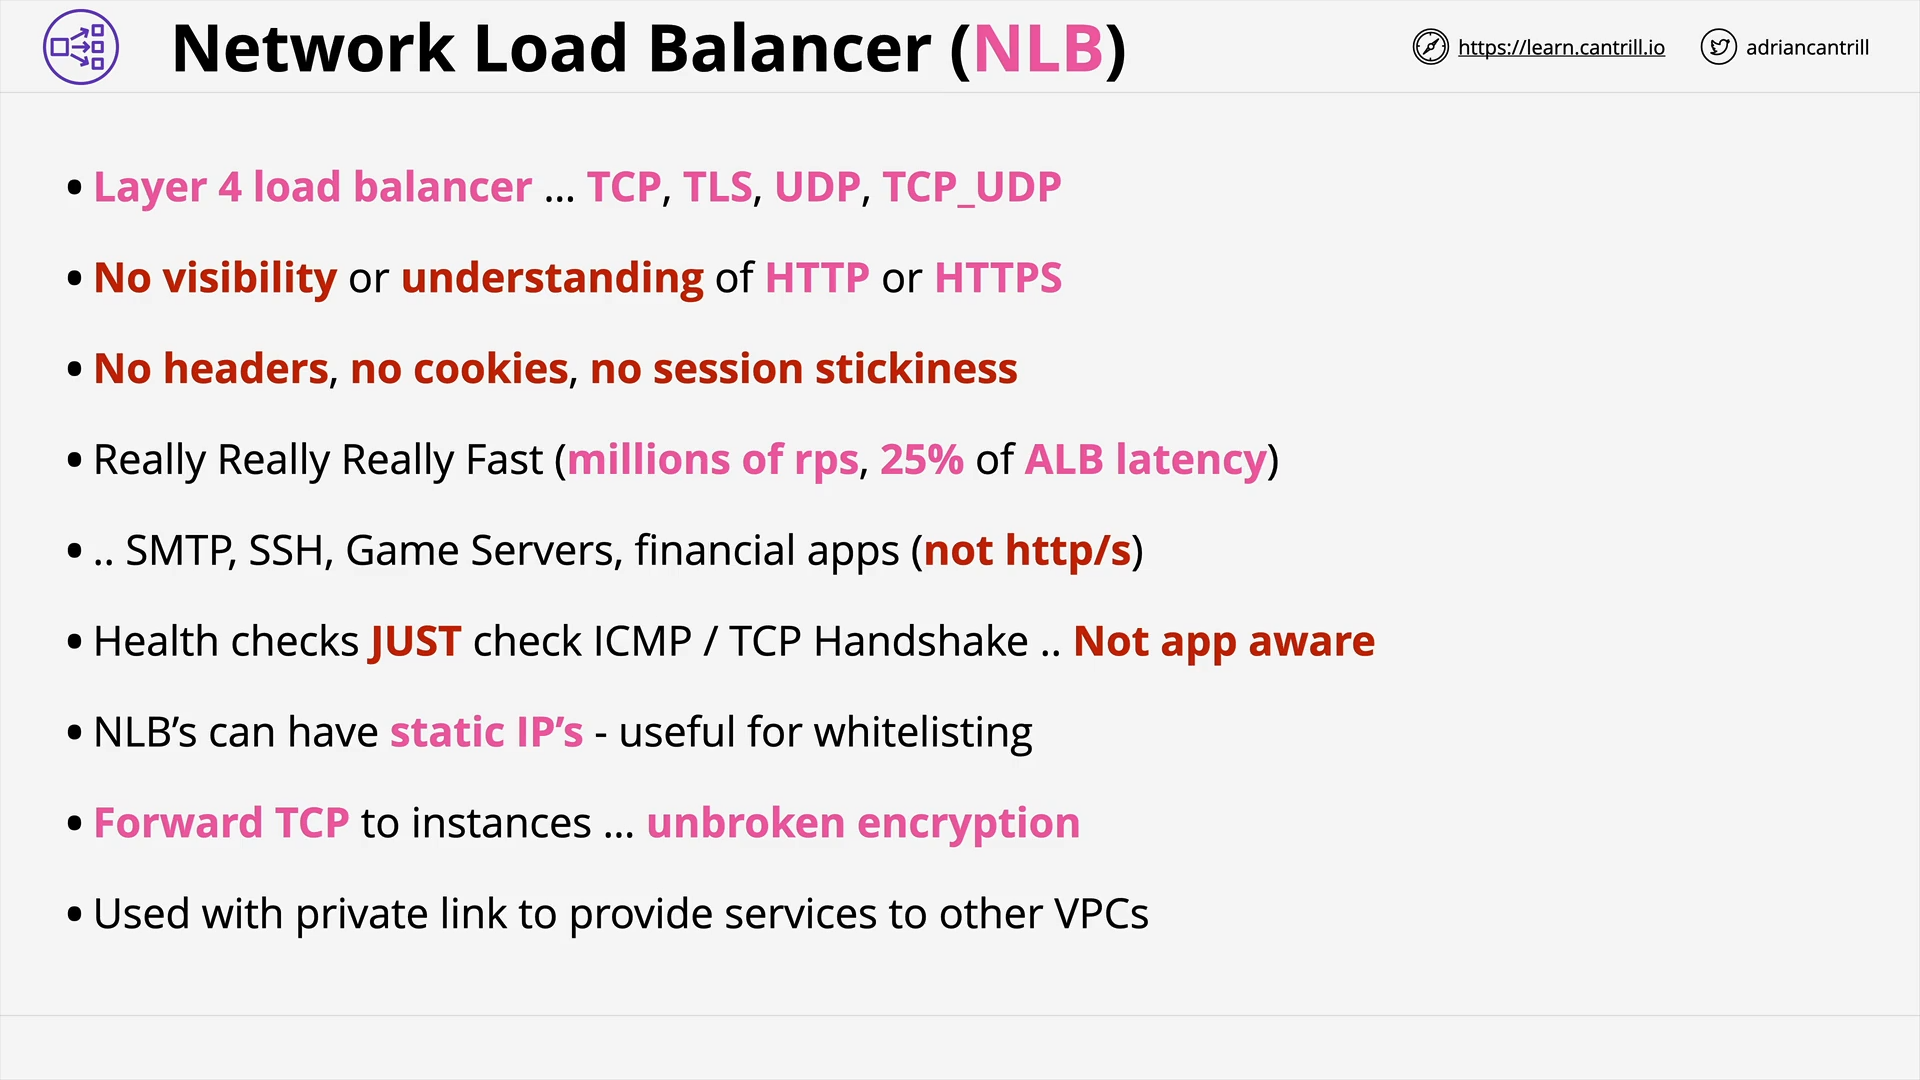 Network Load Balancer (NLB)
https://learn.cantrill.io
adriancantrill
• Layer 4 load balancer ... TCP, TLS, UDP, TCP_UDP
• No visibility or understanding of HTTP or HTTPS
• No headers, no cookies, no session stickiness
• Really Really Really Fast (millions of rps, 25% of ALB latency)
• .. SMTP, SSH, Game Servers, financial apps (not http/s)
• Health checks JUST check ICMP / TCP Handshake .. Not app aware
• NLB’s can have static IP’s - useful for whitelisting
• Forward TCP to instances ... unbroken encryption
• Used with private link to provide services to other VPCs